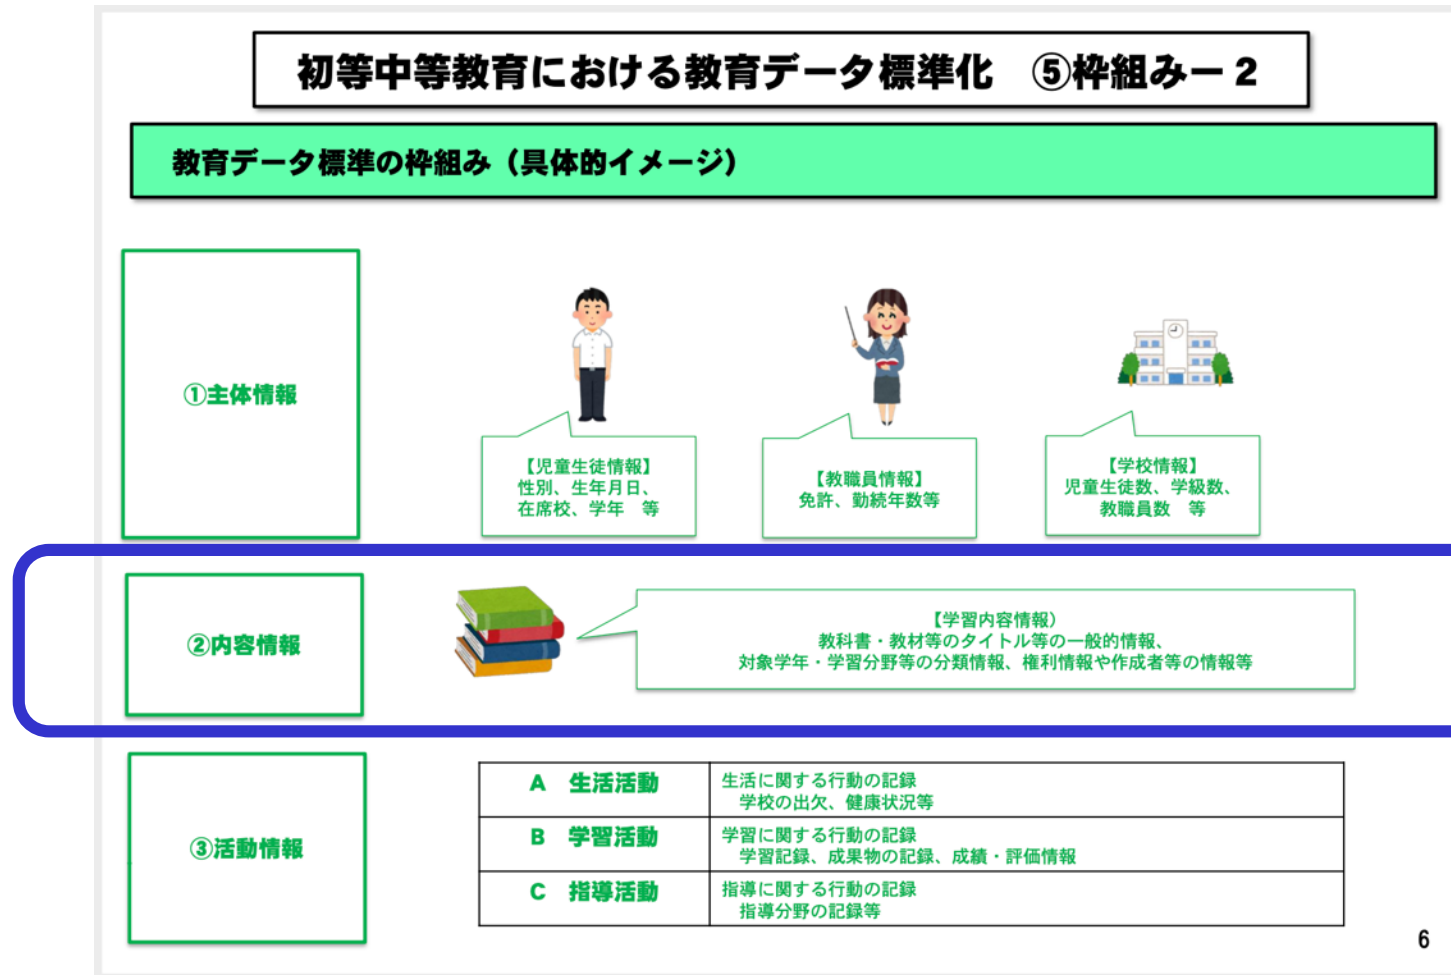 初等中等教育における教育データ標準化　⑤枠組みー２
教育データ標準の枠組み（具体的イメージ）
①主体情報
【児童生徒情報】
性別、生年月日、
在席校、学年　等
【教職員情報】
免許、勤続年数等
【学校情報】
児童生徒数、学級数、
教職員数　等
②内容情報
【学習内容情報）
教科書・教材等のタイトル等の一般的情報、
対象学年・学習分野等の分類情報、権利情報や作成者等の情報等
③活動情報
A　生活活動
生活に関する行動の記録
学校の出欠、健康状況等
B　学習活動
学習に関する行動の記録
学習記録、成果物の記録、成績・評価情報
C　指導活動
指導に関する行動の記録
指導分野の記録等
6